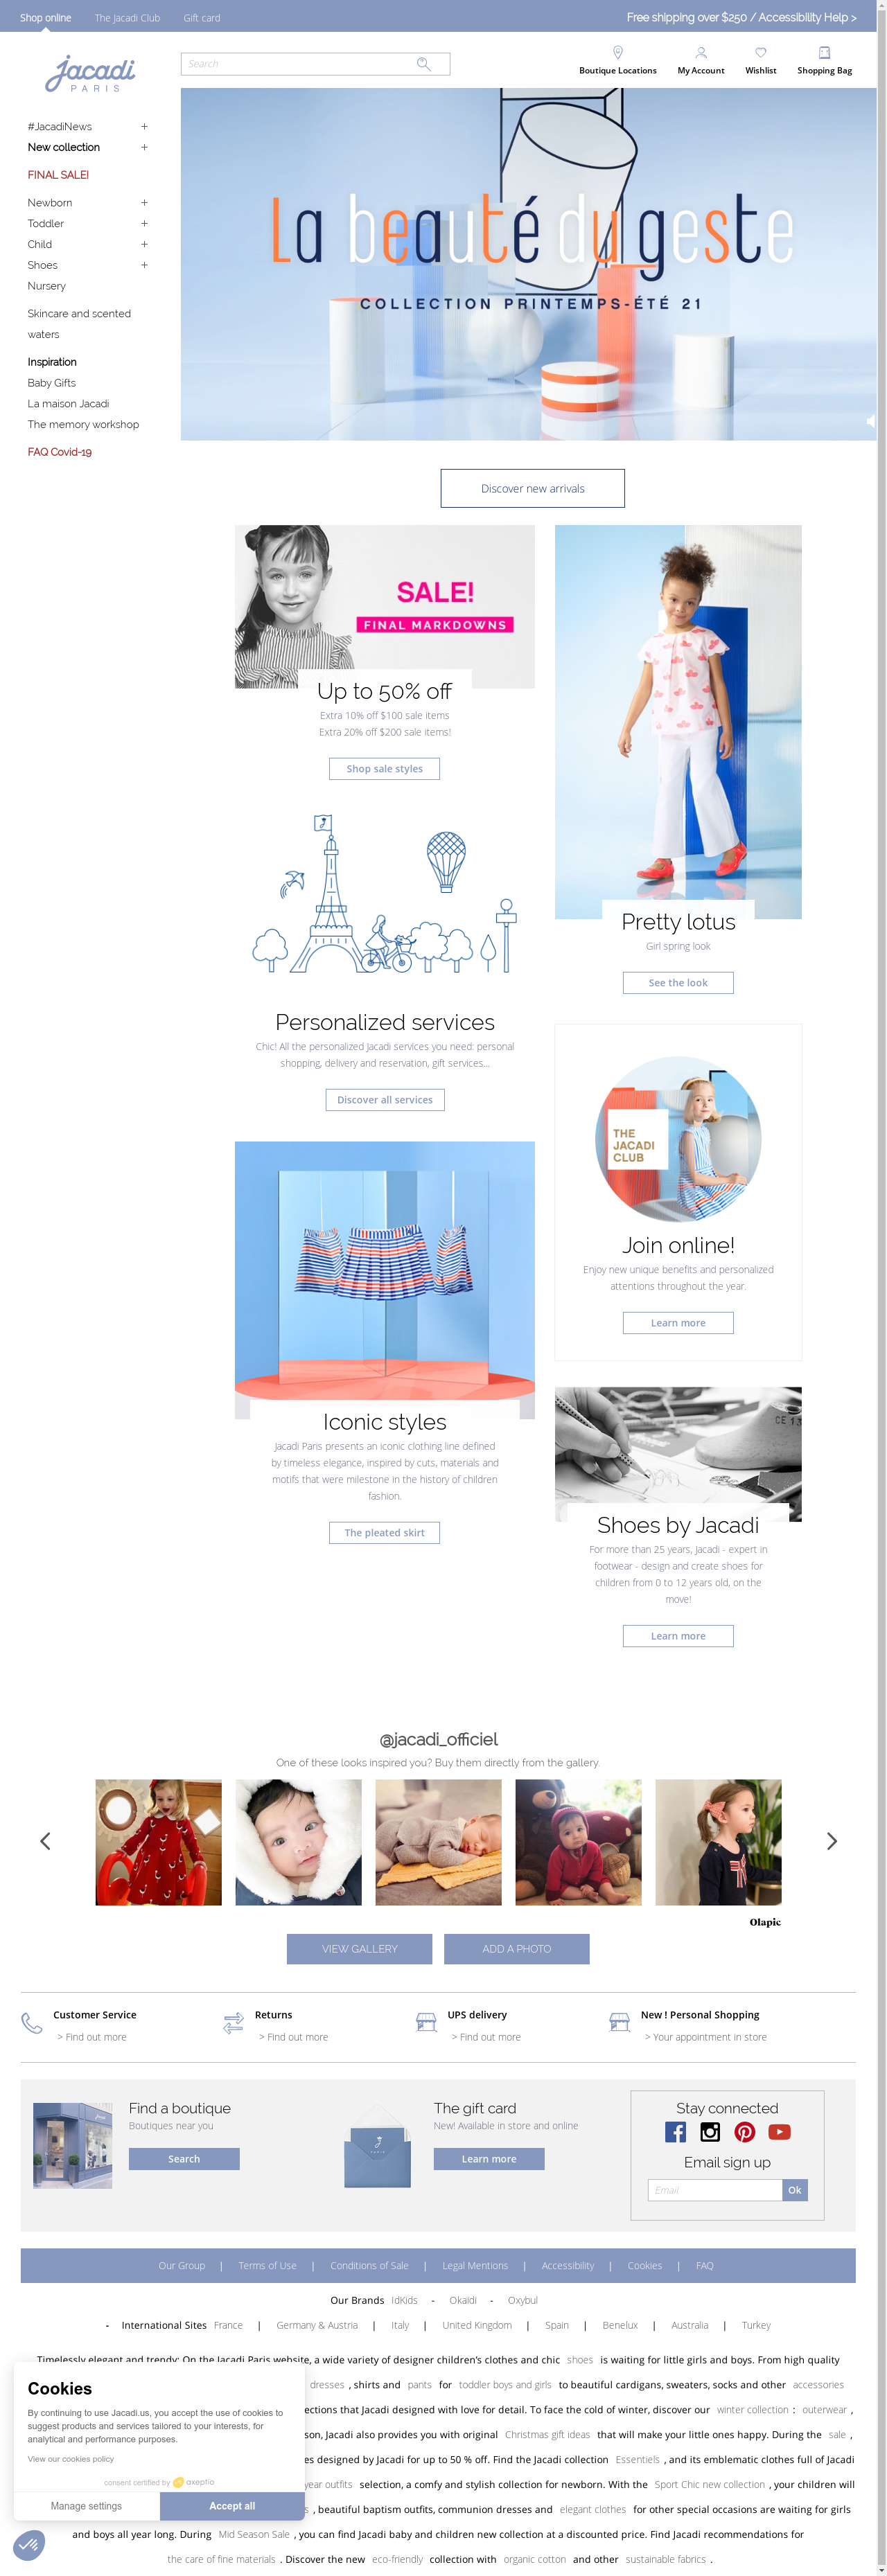 Shop online
The Jacadi Club
Gift card
Free shipping over $250 / Accessibility Help >
jacadi
PARIS
Search
Boutique Locations
My Account
Wishlist
Shopping Bag
#JacadiNews
New collection
FINAL SALE!
Newborn
Toddler
Child
Shoes
Nursery
Skincare and scented
waters
Inspiration
Baby Gifts
La maison Jacadi
The memory workshop
FAQ Covid-19
La beauté du geste
COLLECTION PRINTEMPS-ÉTÉ 21
Discover new arrivals
SALE!
FINAL MARKDOWNS
Up to 50% off
Extra 10% off $100 sale items
Extra 20% off $200 sale items!
Shop sale styles
Pretty lotus
Girl spring look
See the look
Personalized services
Chic! All the personalized Jacadi services you need: personal
shopping, delivery and reservation, gift services...
Discover all services
THE
JACADI
CLUB
Join online!
Enjoy new unique benefits and personalized
attentions throughout the year.
Learn more
Iconic styles
Jacadi Paris presents an iconic clothing line defined
by timeless elegance, inspired by cuts, materials and
motifs that were milestone in the history of children
fashion.
The pleated skirt
CE 13
Shoes by Jacadi
For more than 25 years, Jacadi - expert in
footwear - design and create shoes for
children from 0 to 12 years old, on the
move!
Learn more
@jacadi_officiel
One of these looks inspired you? Buy them directly from the gallery.
Olapic
VIEW GALLERY
ADD A PHOTO
Customer Service
> Find out more
Returns
> Find out more
UPS delivery
> Find out more
New ! Personal Shopping
> Your appointment in store
Find a boutique
Boutiques near you
Search
The gift card
New! Available in store and online
Learn more
Stay connected
Email sign up
Email
Ok
Our Group | Terms of Use | Conditions of Sale | Legal Mentions | Accessibility | Cookies | FAQ
Our Brands IdKids - Okaïdi - Oxybul
- International Sites France | Germany & Austria | Italy | United Kingdom | Spain | Benelux | Australia | Turkey
Timelessly elegant and trendy: On the Jacadi Paris website, a wide variety of designer children's clothes and chic shoes is waiting for little girls and boys. From high quality
dresses , shirts and pants for toddler boys and girls to beautiful cardigans, sweaters, socks and other accessories
ections that Jacadi designed with love for detail. To face the cold of winter, discover our winter collection : outerwear ,
son, Jacadi also provides you with original Christmas gift ideas that will make your little ones happy. During the sale ,
es designed by Jacadi for up to 50 % off. Find the Jacadi collection Essentiels , and its emblematic clothes full of Jacadi
year outfits selection, a comfy and stylish collection for newborn. With the Sport Chic new collection , your children will
s , beautiful baptism outfits, communion dresses and elegant clothes for other special occasions are waiting for girls
and boys all year long. During Mid Season Sale , you can find Jacadi baby and children new collection at a discounted price. Find Jacadi recommendations for
the care of fine materials . Discover the new eco-friendly collection with organic cotton and other sustainable fabrics .
Cookies
By continuing to use Jacadi.us, you accept the use of cookies to
suggest products and services tailored to your interests, for
analytical and performance purposes.
View our cookies policy
consent certified by axeptio
Manage settings
Accept all